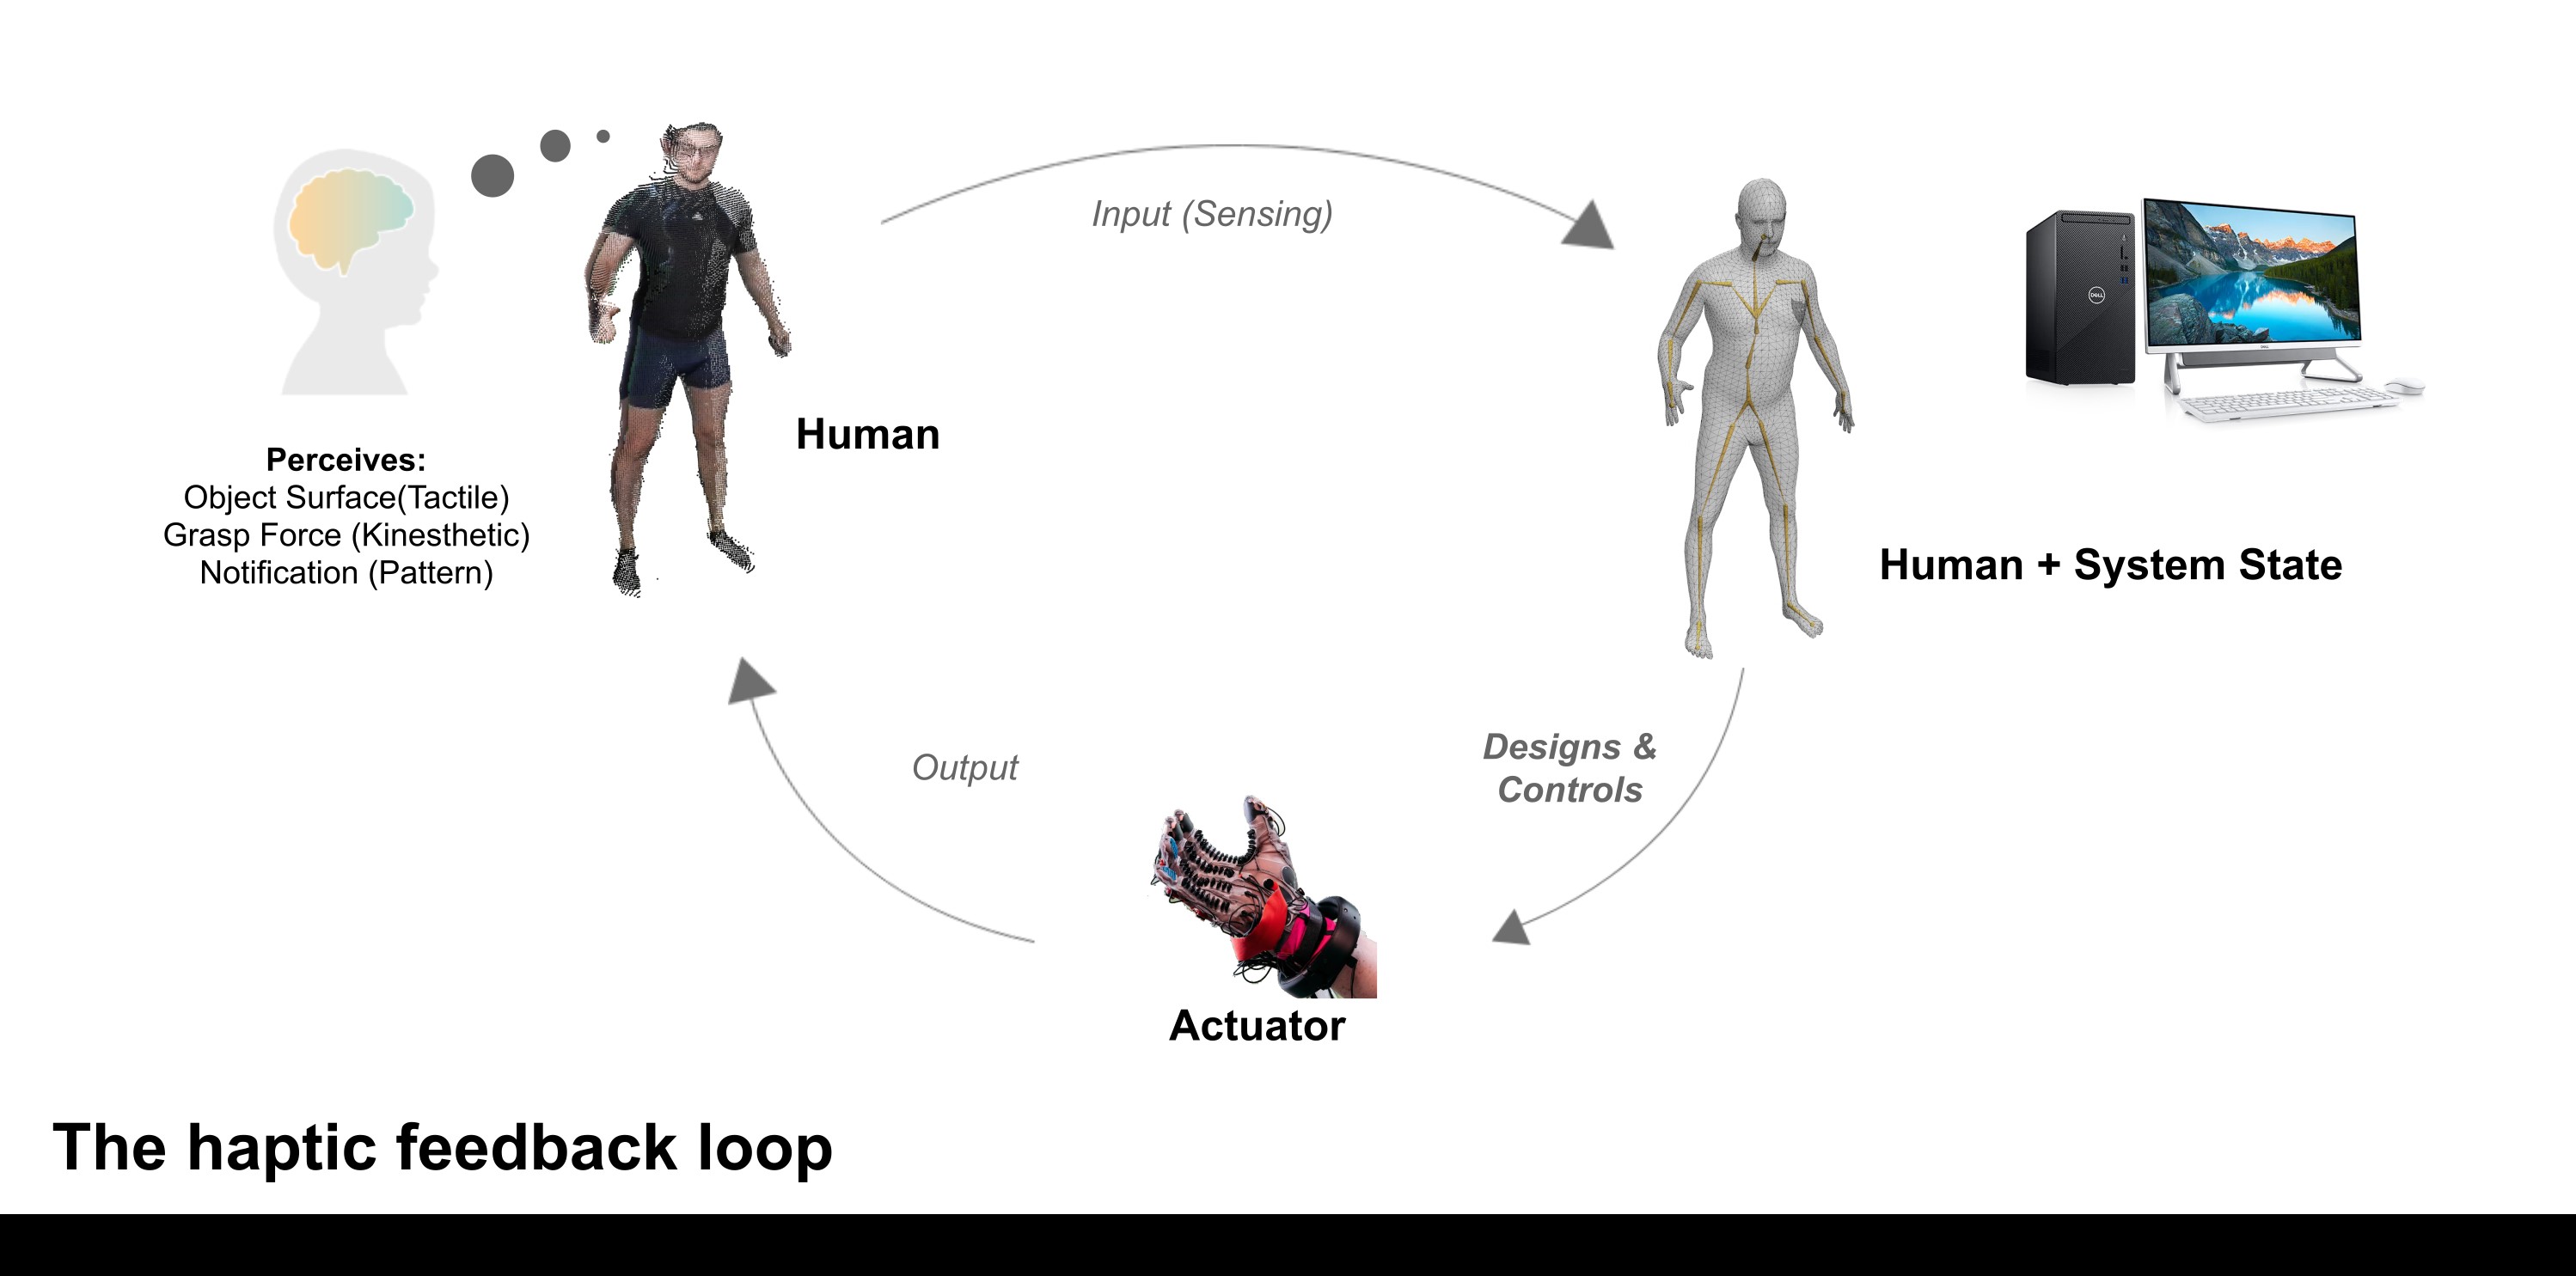 Input (Sensing)
Human
Perceives:
Object Surface(Tactile)
Grasp Force (Kinesthetic)
Notification (Pattern)
DELL
Human + System State
Designs &
Controls
Output
Actuator
The haptic feedback loop